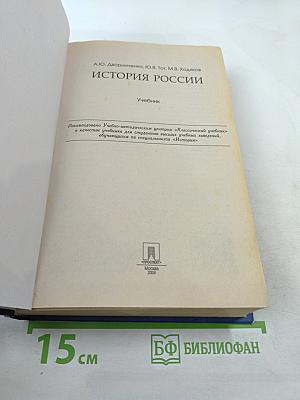 А.Ю. Дворниченко, Ю.В. Тот, М.В. Ходяков
ИСТОРИЯ РОССИИ
Учебник
Рекомендовано Учебно-методическим центром «Классический учебник»
в качестве учебника для студентов высших учебных заведений,
обучающихся по специальности «История»
•ПРОСПЕКТ•
Москва
15 см
БФ БИБЛИОФАН